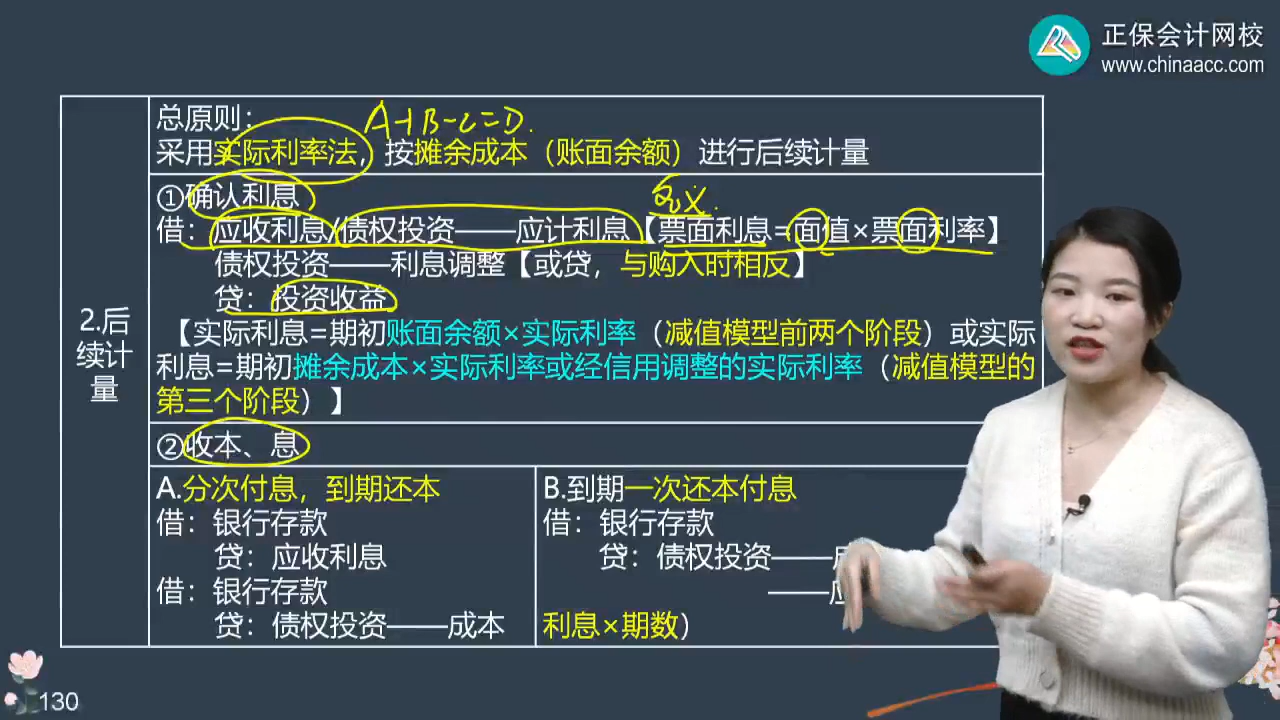 正保会计网校
www.chinaacc.com
总原则：
A+B-C=D.
采用实际利率法，按摊余成本（账面余额）进行后续计量
①确认利息
借：应收利息/债权投资——应计利息【票面利息=面值×票面利率】
债权投资——利息调整【或贷，与购入时相反】
贷：投资收益
【实际利息=期初账面余额×实际利率（减值模型前两个阶段）或实际
利息=期初摊余成本×实际利率或经信用调整的实际利率（减值模型的
第三个阶段）】
2.后
续计
量
②收本、息
A.分次付息，到期还本
借：银行存款
贷：应收利息
借：银行存款
贷：债权投资——成本
B.到期一次还本付息
借：银行存款
贷：债权投资——
——
利息×期数）
130